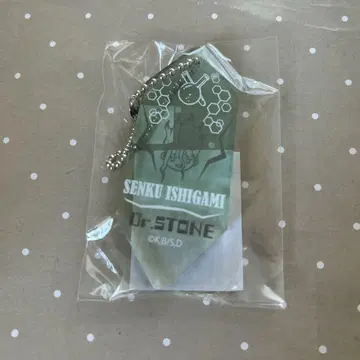 SENKU ISHIGAMI
Dr.STONE
©K,B/S,D